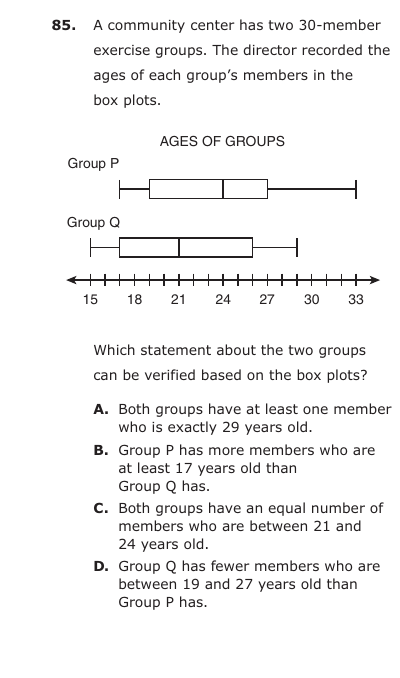 85. A community center has two 30-member
exercise groups. The director recorded the
ages of each group's members in the
box plots.
AGES OF GROUPS
Group P
Group Q
15 18 21 24 27 30 33
Which statement about the two groups
can be verified based on the box plots?
A. Both groups have at least one member
who is exactly 29 years old.
B. Group P has more members who are
at least 17 years old than
Group Q has.
C. Both groups have an equal number of
members who are between 21 and
24 years old.
D. Group Q has fewer members who are
between 19 and 27 years old than
Group P has.